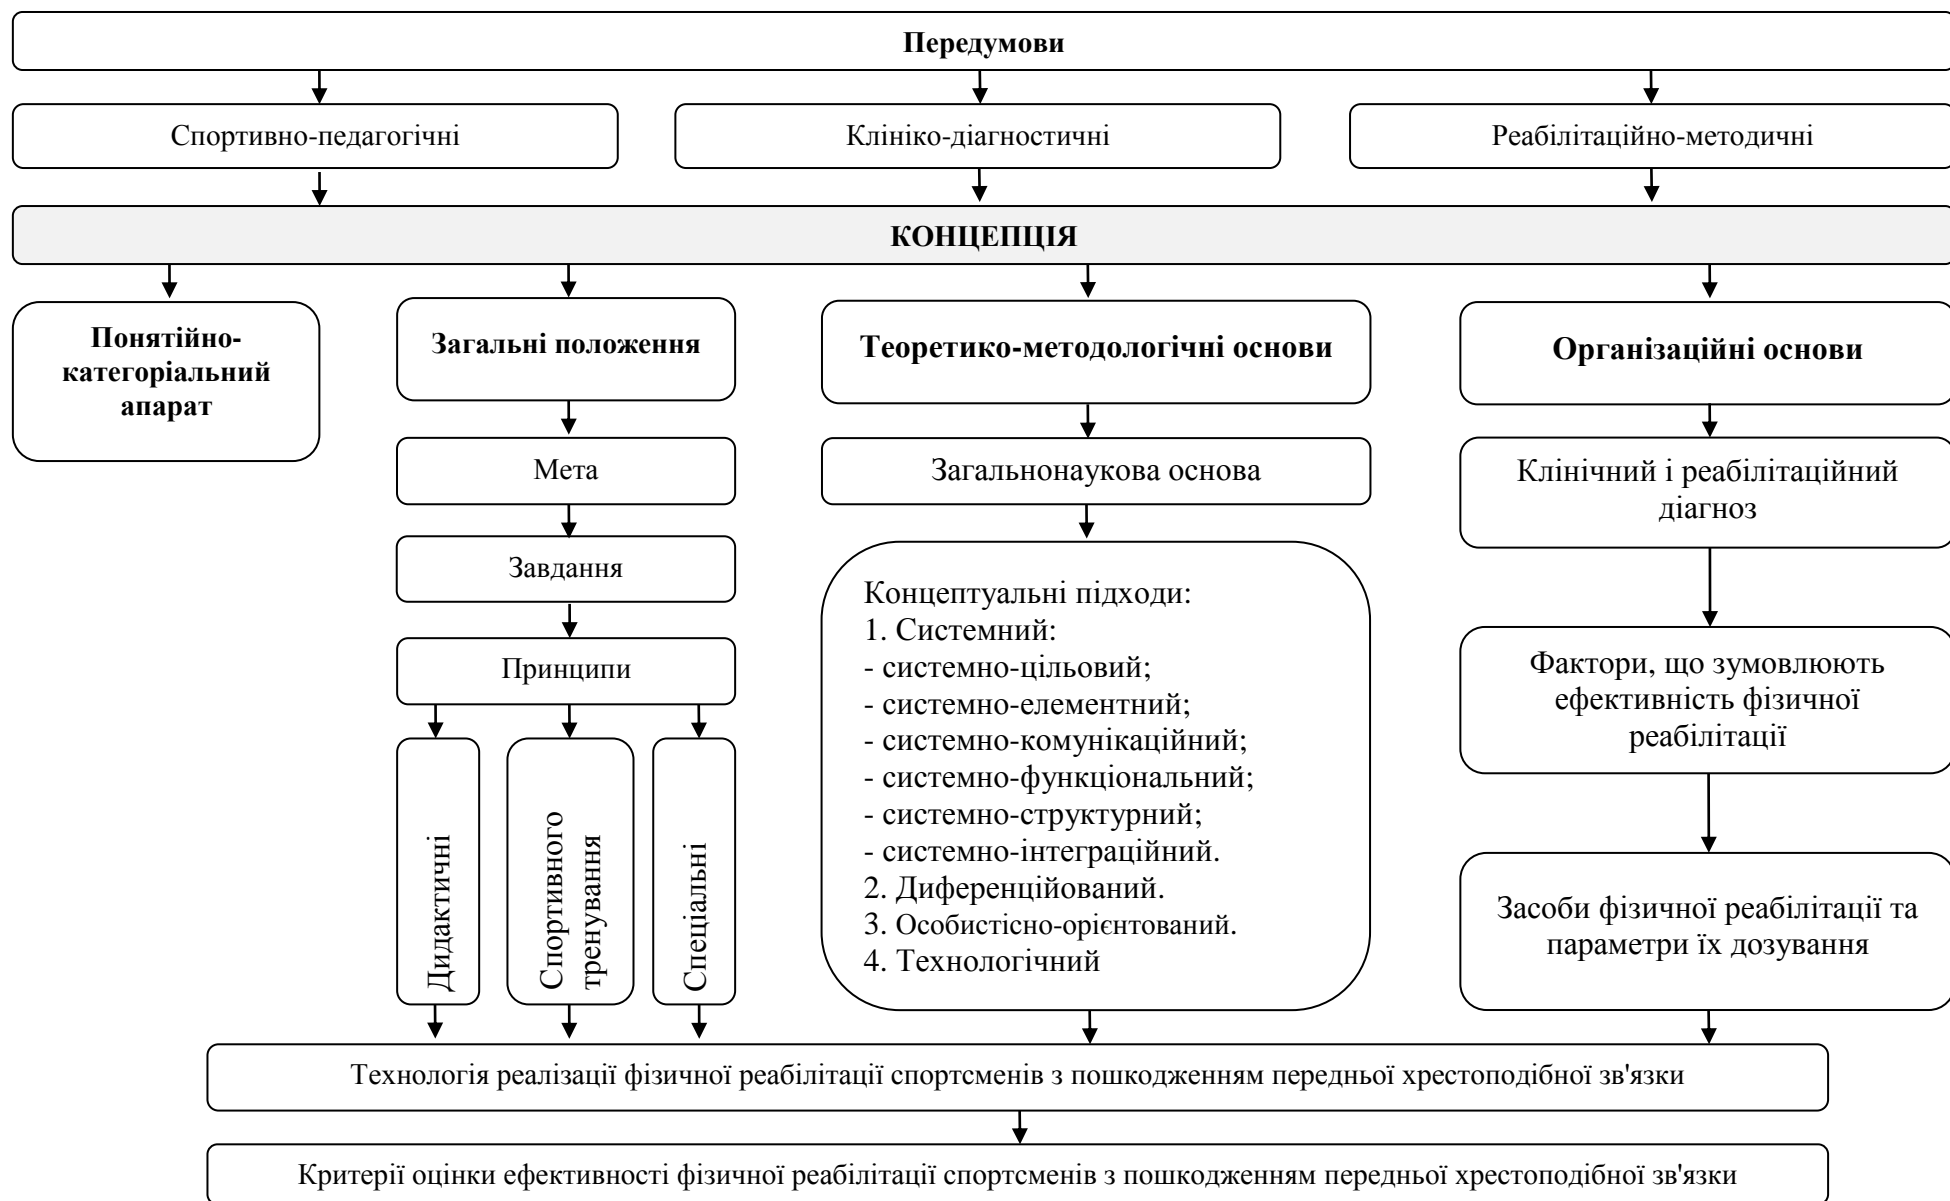 Передумови
Спортивно-педагогічні
Клініко-діагностичні
Реабілітаційно-методичні
КОНЦЕПЦІЯ
Понятійно-
категоріальний
апарат
Загальні положення
Теоретико-методологічні основи
Організаційні основи
Мета
Завдання
Принципи
Дидактичні
Спортивного
тренування
Спеціальні
Загальнонаукова основа
Концептуальні підходи:
1. Системний:
- системно-цільовий;
- системно-елементний;
- системно-комунікаційний;
- системно-функціональний;
- системно-структурний;
- системно-інтеграційний.
2. Диференційований.
3. Особистісно-орієнтований.
4. Технологічний
Клінічний і реабілітаційний
діагноз
Фактори, що зумовлюють
ефективність фізичної
реабілітації
Засоби фізичної реабілітації та
параметри їх дозування
Технологія реалізації фізичної реабілітації спортсменів з пошкодженням передньої хрестоподібної зв'язки
Критерії оцінки ефективності фізичної реабілітації спортсменів з пошкодженням передньої хрестоподібної зв'язки